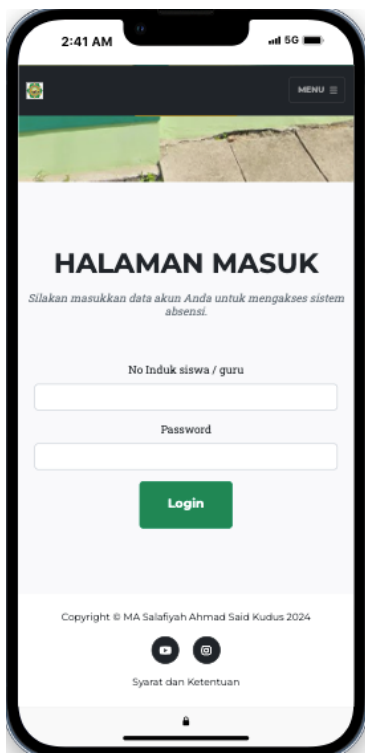 2:41 AM
5G
MENU
HALAMAN MASUK
Silakan masukkan data akun Anda untuk mengakses sistem
absensi.
No Induk siswa / guru
Password
Login
Copyright © MA Salafiyah Ahmad Said Kudus 2024
Syarat dan Ketentuan